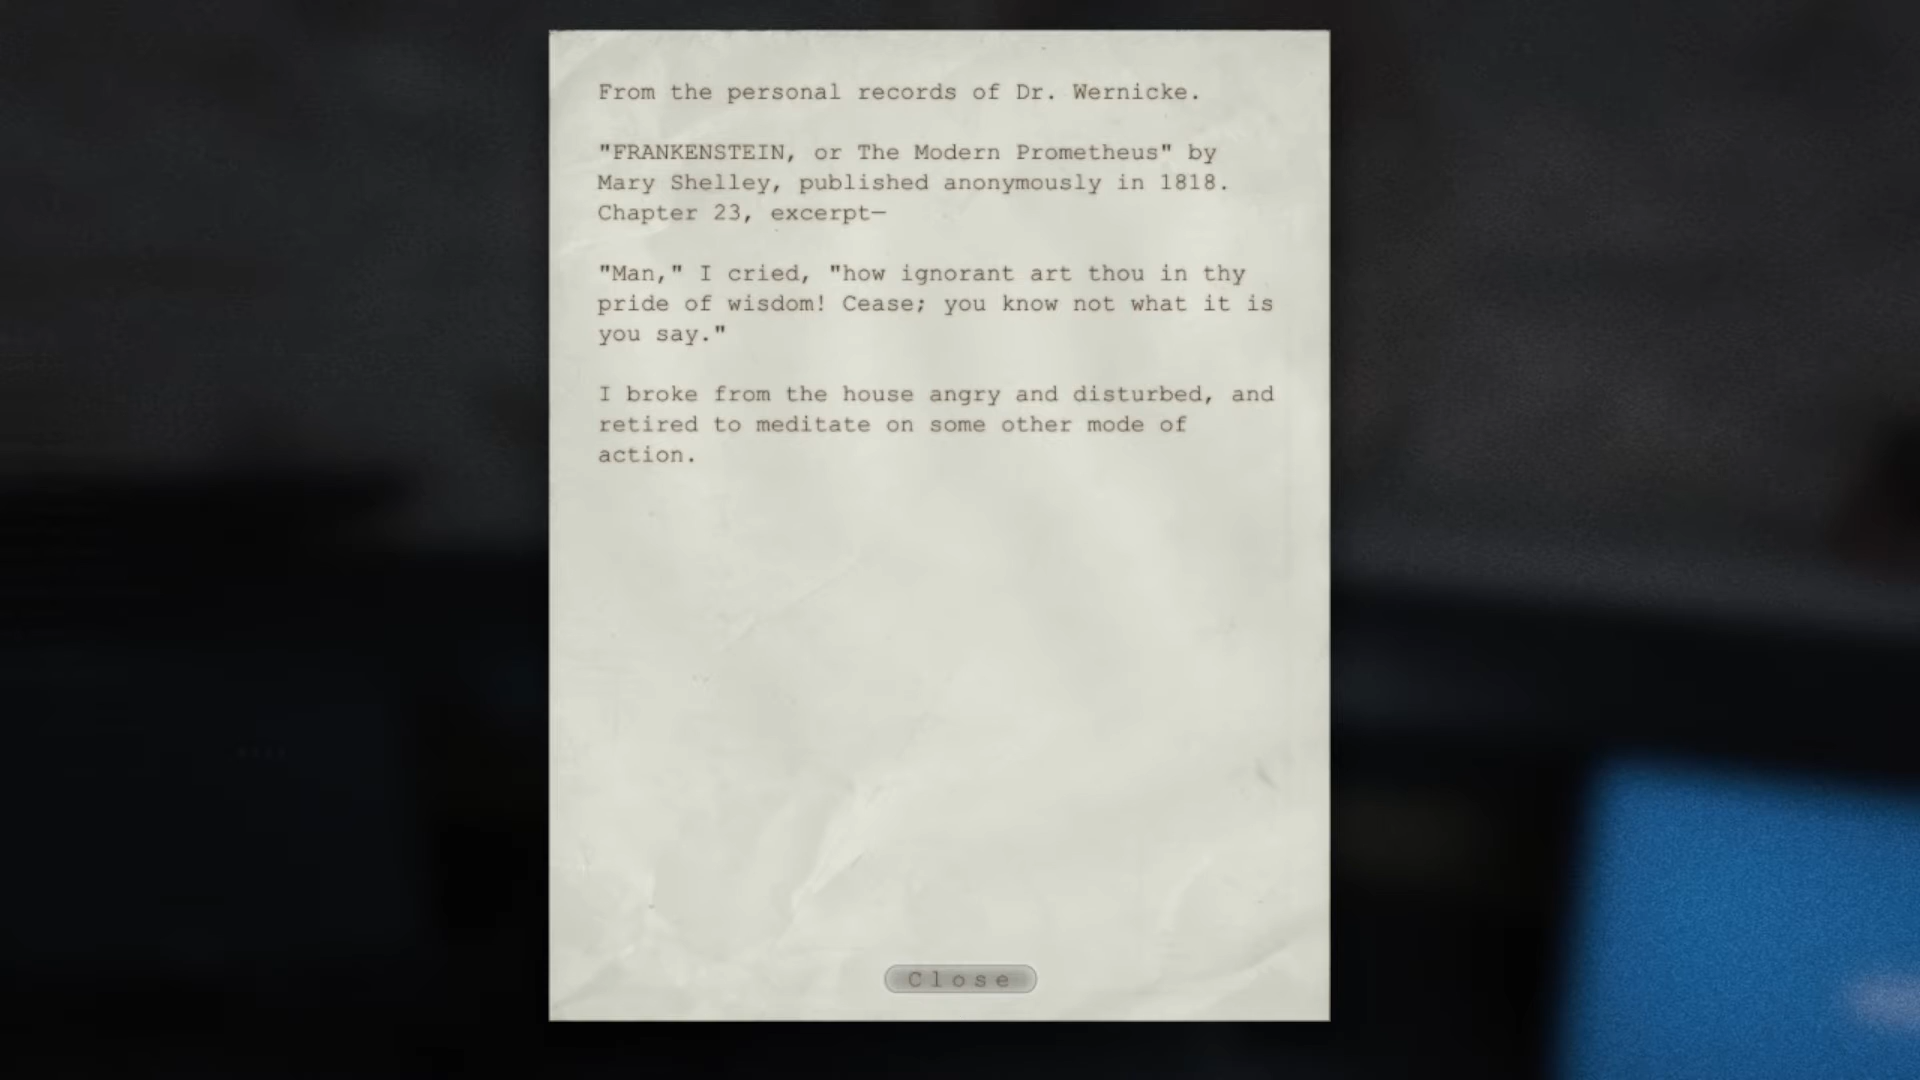 From the personal records of Dr. Wernicke.
"FRANKENSTEIN, or The Modern Prometheus" by
Mary Shelley, published anonymously in 1818.
Chapter 23, excerpt—
"Man," I cried, "how ignorant art thou in thy
pride of wisdom! Cease; you know not what it is
you say."
I broke from the house angry and disturbed, and
retired to meditate on some other mode of
action.
Close